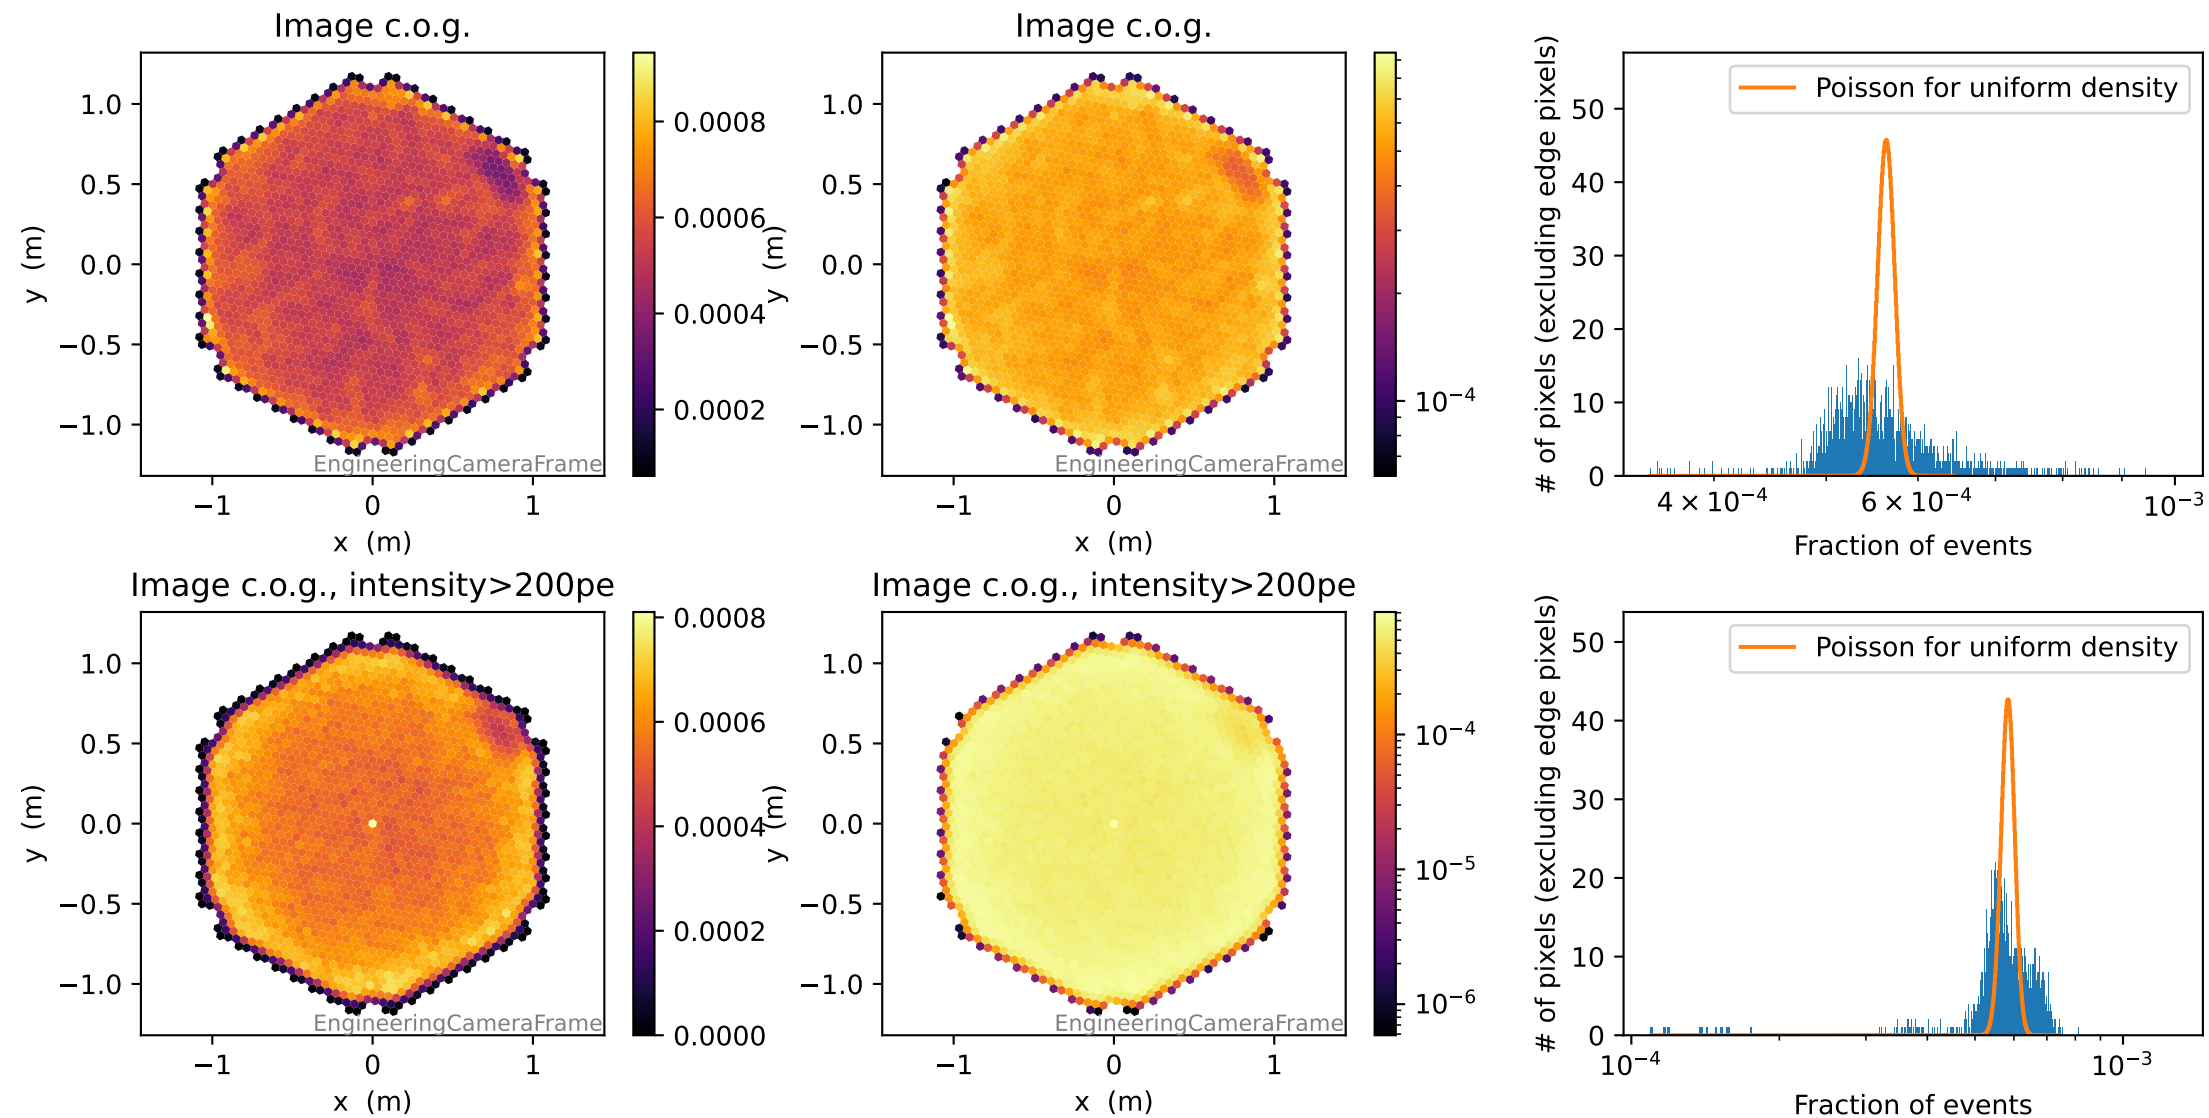 Image c.o.g.
1.0
0.5
0.0
−0.5
−1.0
y (m)
−1 0 1
x (m)
EngineeringCameraFrame
0.0008
0.0006
0.0004
0.0002
Image c.o.g.
1.0
0.5
0.0
−0.5
−1.0
y (m)
−1 0 1
x (m)
EngineeringCameraFrame
10⁻⁴
Poisson for uniform density
50
40
30
20
10
0
# of pixels (excluding edge pixels)
4 × 10⁻⁴ 6 × 10⁻⁴ 10⁻³
Fraction of events
Image c.o.g., intensity>200pe
1.0
0.5
0.0
−0.5
−1.0
y (m)
−1 0 1
x (m)
EngineeringCameraFrame
0.0008
0.0006
0.0004
0.0002
0.0000
Image c.o.g., intensity>200pe
1.0
0.5
0.0
−0.5
−1.0
y (m)
−1 0 1
x (m)
EngineeringCameraFrame
10⁻⁴
10⁻⁵
10⁻⁶
Poisson for uniform density
50
40
30
20
10
0
# of pixels (excluding edge pixels)
10⁻⁴ 10⁻³
Fraction of events